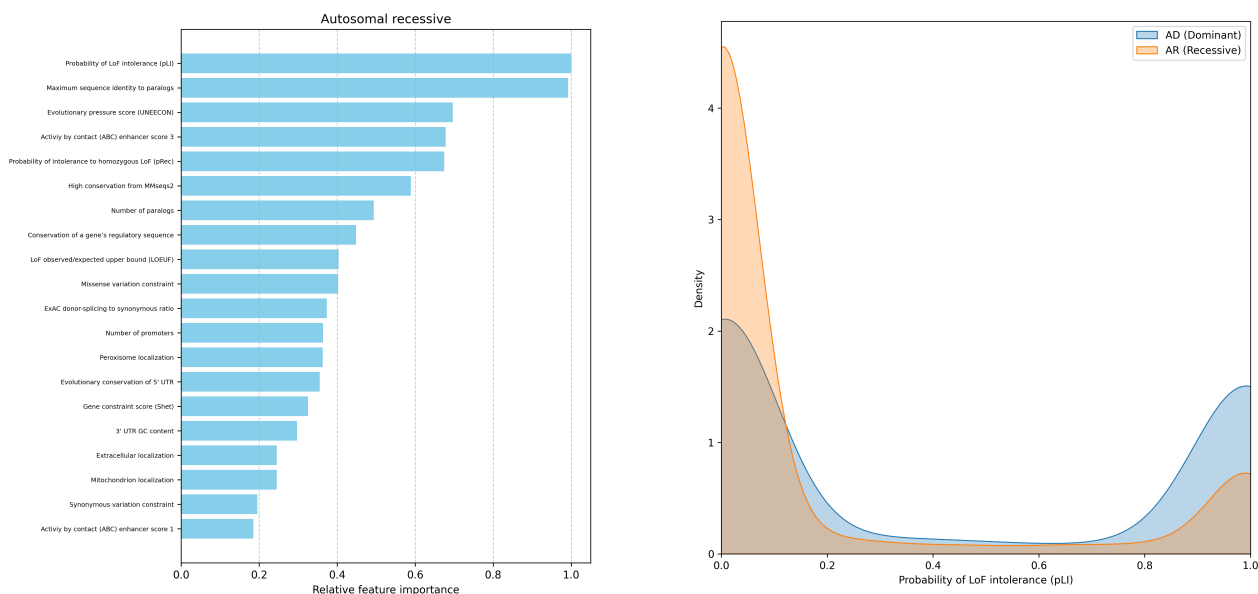 Autosomal recessive
Probability of LoF intolerance (pLI)
Maximum sequence identity to paralogs
Evolutionary pressure score (UNEECON)
Activiy by contact (ABC) enhancer score 3
Probability of intolerance to homozygous LoF (pRec)
High conservation from MMseqs2
Number of paralogs
Conservation of a gene's regulatory sequence
LoF observed/expected upper bound (LOEUF)
Missense variation constraint
ExAC donor-splicing to synonymous ratio
Number of promoters
Peroxisome localization
Evolutionary conservation of 5' UTR
Gene constraint score (Shet)
3' UTR GC content
Extracellular localization
Mitochondrion localization
Synonymous variation constraint
Activiy by contact (ABC) enhancer score 1
0.0 0.2 0.4 0.6 0.8 1.0
Relative feature importance
AD (Dominant)
AR (Recessive)
Density
4
3
2
1
0
0.0 0.2 0.4 0.6 0.8 1.0
Probability of LoF intolerance (pLI)